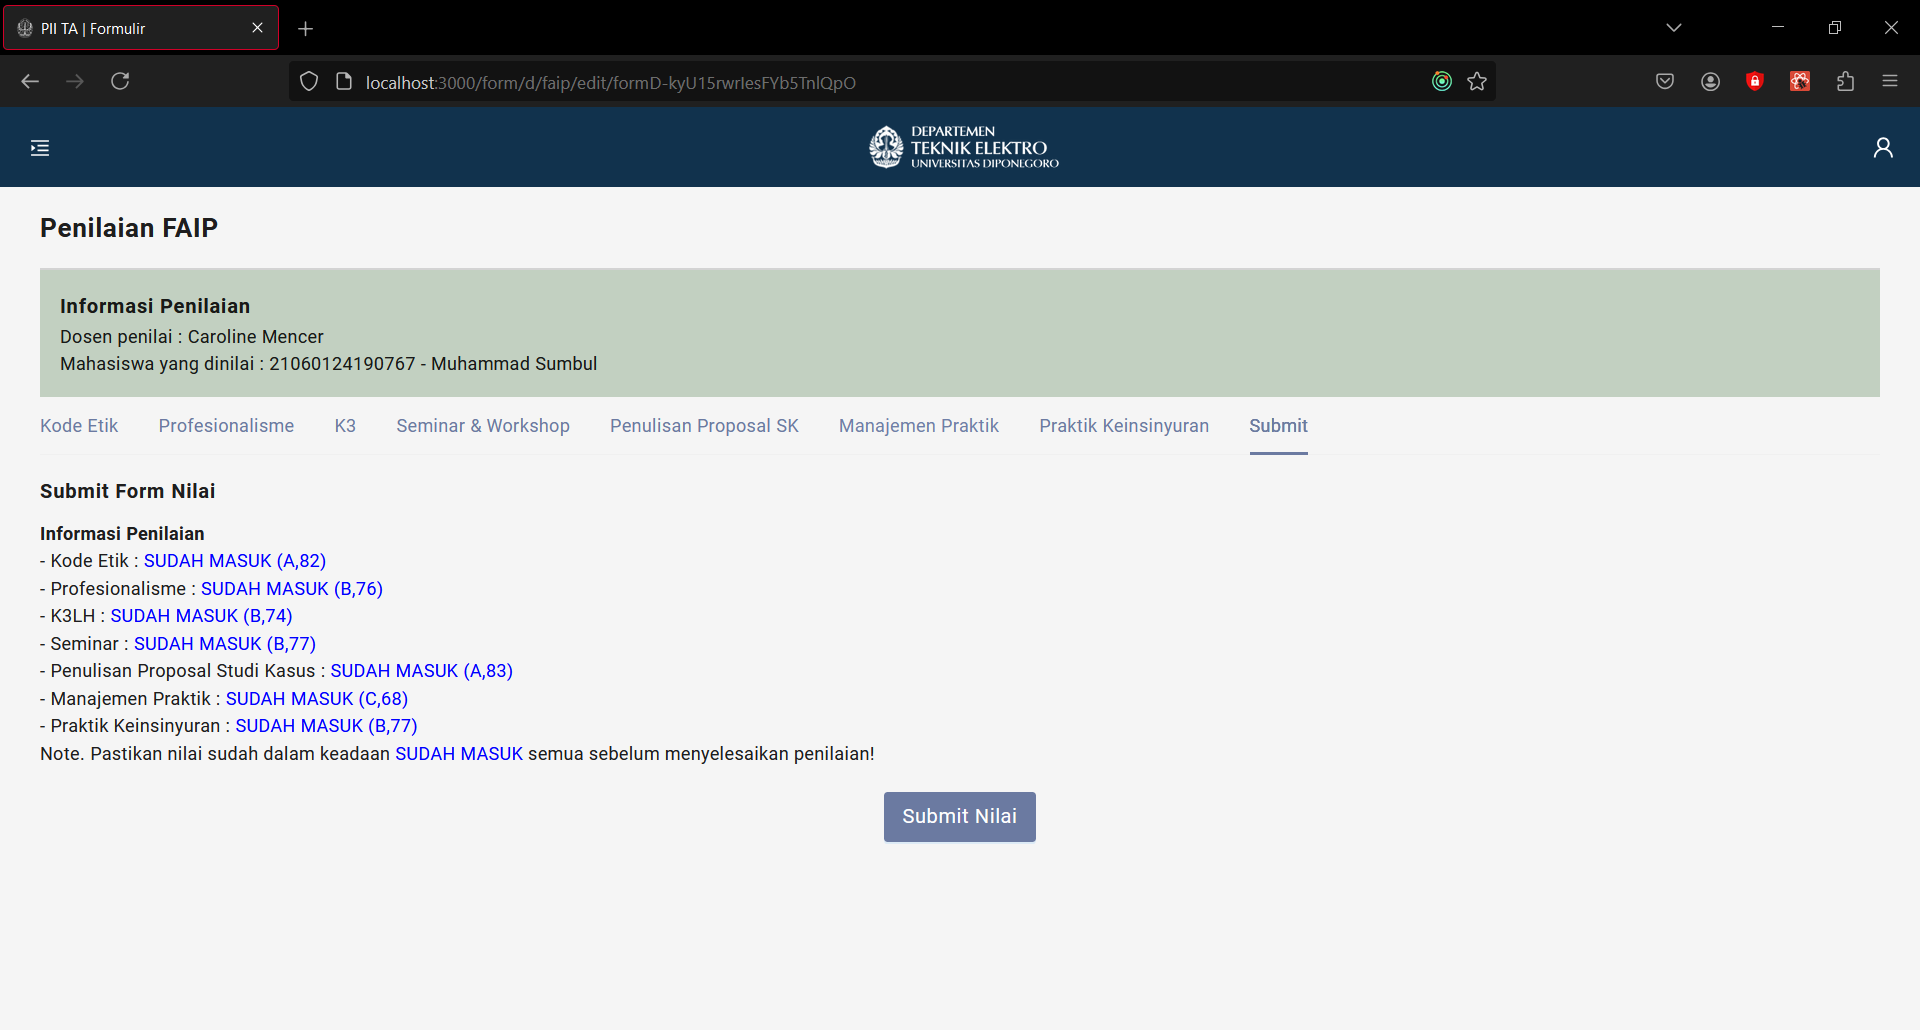 PII TA | Formulir
localhost:3000/form/d/faip/edit/formD-kyU15rwrIesFYb5TnlQpO
DEPARTEMEN
TEKNIK ELEKTRO
UNIVERSITAS DIPONEGORO
Penilaian FAIP
Informasi Penilaian
Dosen penilai : Caroline Mencer
Mahasiswa yang dinilai : 21060124190767 - Muhammad Sumbul
Kode Etik Profesionalisme K3 Seminar & Workshop Penulisan Proposal SK Manajemen Praktik Praktik Keinsinyuran Submit
Submit Form Nilai
Informasi Penilaian
- Kode Etik : SUDAH MASUK (A,82)
- Profesionalisme : SUDAH MASUK (B,76)
- K3LH : SUDAH MASUK (B,74)
- Seminar : SUDAH MASUK (B,77)
- Penulisan Proposal Studi Kasus : SUDAH MASUK (A,83)
- Manajemen Praktik : SUDAH MASUK (C,68)
- Praktik Keinsinyuran : SUDAH MASUK (B,77)
Note. Pastikan nilai sudah dalam keadaan SUDAH MASUK semua sebelum menyelesaikan penilaian!
Submit Nilai